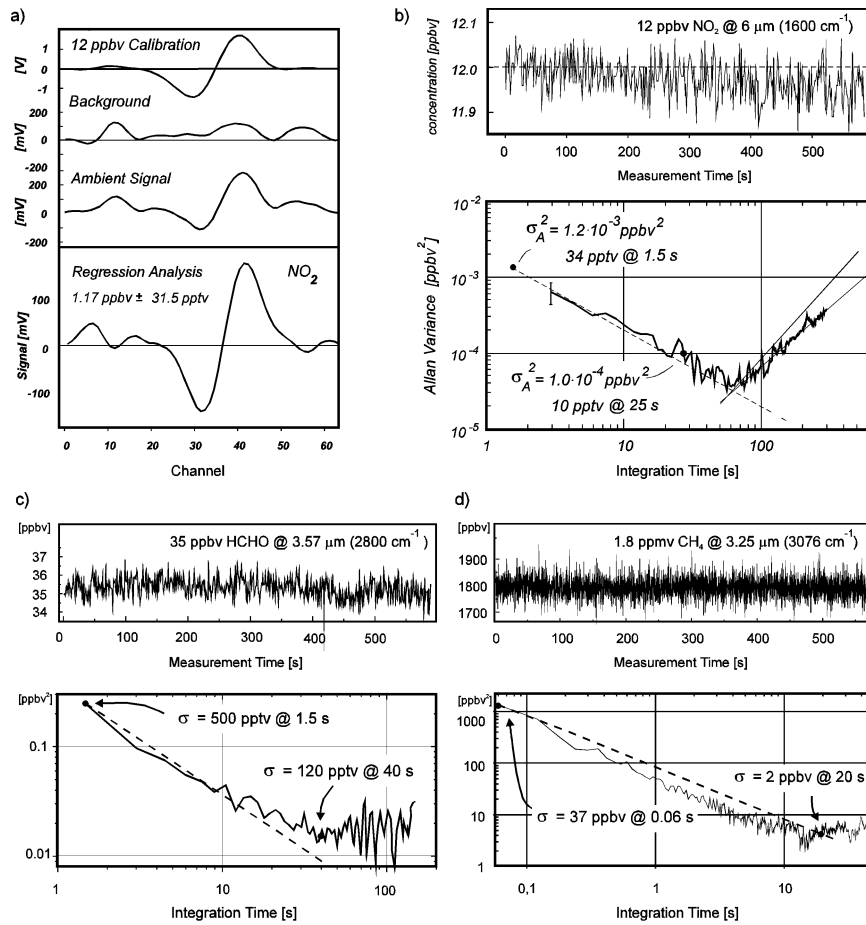 a)
12 ppbv Calibration
[V]
1
0
-1
Background
[mV]
200
0
-200
Ambient Signal
[mV]
200
0
-200
Regression Analysis
NO2
1.17 ppbv ± 31.5 pptv
Signal [mV]
100
0
-100
0 10 20 30 40 50 60
Channel
b)
12 ppbv NO2 @ 6 µm (1600 cm-1)
concentration [ppbv]
12.1
12.0
11.9
0 100 200 300 400 500
Measurement Time [s]
Allan Variance [ppbv2]
10-2
10-3
10-4
10-5
σA2 = 1.2·10-3 ppbv2
34 pptv @ 1.5 s
σA2 = 1.0·10-4 ppbv2
10 pptv @ 25 s
1 10 100
Integration Time [s]
c)
[ppbv]
35 ppbv HCHO @ 3.57 µm (2800 cm-1)
37
36
35
34
0 100 200 300 400 500
Measurement Time [s]
[ppbv2]
σ = 500 pptv @ 1.5 s
0.1
σ = 120 pptv @ 40 s
0.01
1 10 100
Integration Time [s]
d)
[ppbv]
1.8 ppmv CH4 @ 3.25 µm (3076 cm-1)
1900
1800
1700
0 100 200 300 400 500
Measurement Time [s]
[ppbv2]
1000
100
σ = 2 ppbv @ 20 s
10
σ = 37 ppbv @ 0.06 s
1
0,1 1 10
Integration Time [s]